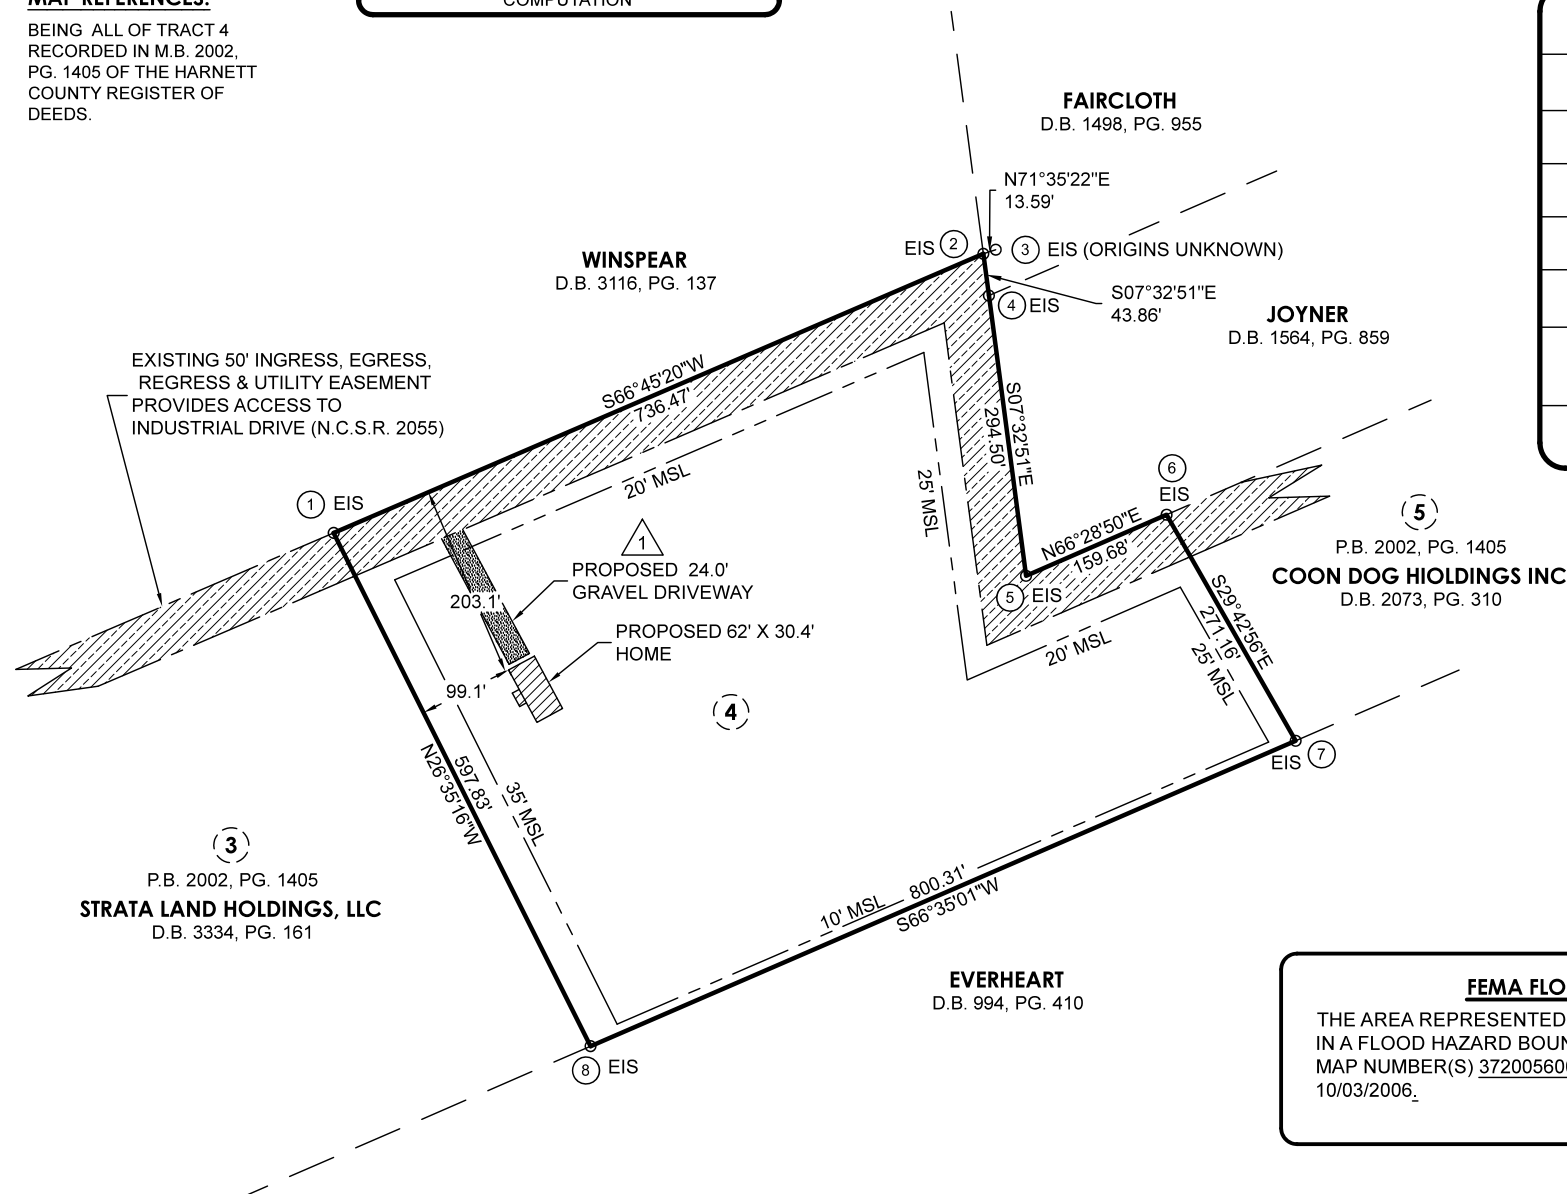 MAP REFERENCES:
BEING ALL OF TRACT 4
RECORDED IN M.B. 2002,
PG. 1405 OF THE HARNETT
COUNTY REGISTER OF
DEEDS.
COMPUTATION
FAIRCLOTH
D.B. 1498, PG. 955
N71°35'22"E
13.59'
EIS 2
3 EIS (ORIGINS UNKNOWN)
WINSPEAR
D.B. 3116, PG. 137
S07°32'51"E
43.86'
4 EIS
JOYNER
D.B. 1564, PG. 859
EXISTING 50' INGRESS, EGRESS,
REGRESS & UTILITY EASEMENT
PROVIDES ACCESS TO
INDUSTRIAL DRIVE (N.C.S.R. 2055)
S66°45'20"W
736.47'
20' MSL
S07°32'51"E
294.50'
25' MSL
1 EIS
6
EIS
N66°28'50"E
159.68'
5 EIS
5
P.B. 2002, PG. 1405
COON DOG HIOLDINGS INC
D.B. 2073, PG. 310
1
PROPOSED 24.0'
GRAVEL DRIVEWAY
203.1'
PROPOSED 62' X 30.4'
HOME
99.1'
20' MSL
S29°42'56"E
271.16'
25' MSL
4
EIS 7
N26°35'16"W
597.83'
35' MSL
3
P.B. 2002, PG. 1405
STRATA LAND HOLDINGS, LLC
D.B. 3334, PG. 161
10' MSL
800.31'
S66°35'01"W
EVERHEART
D.B. 994, PG. 410
8 EIS
FEMA FLO
THE AREA REPRESENTED
IN A FLOOD HAZARD BOUN
MAP NUMBER(S) 372005600
10/03/2006.